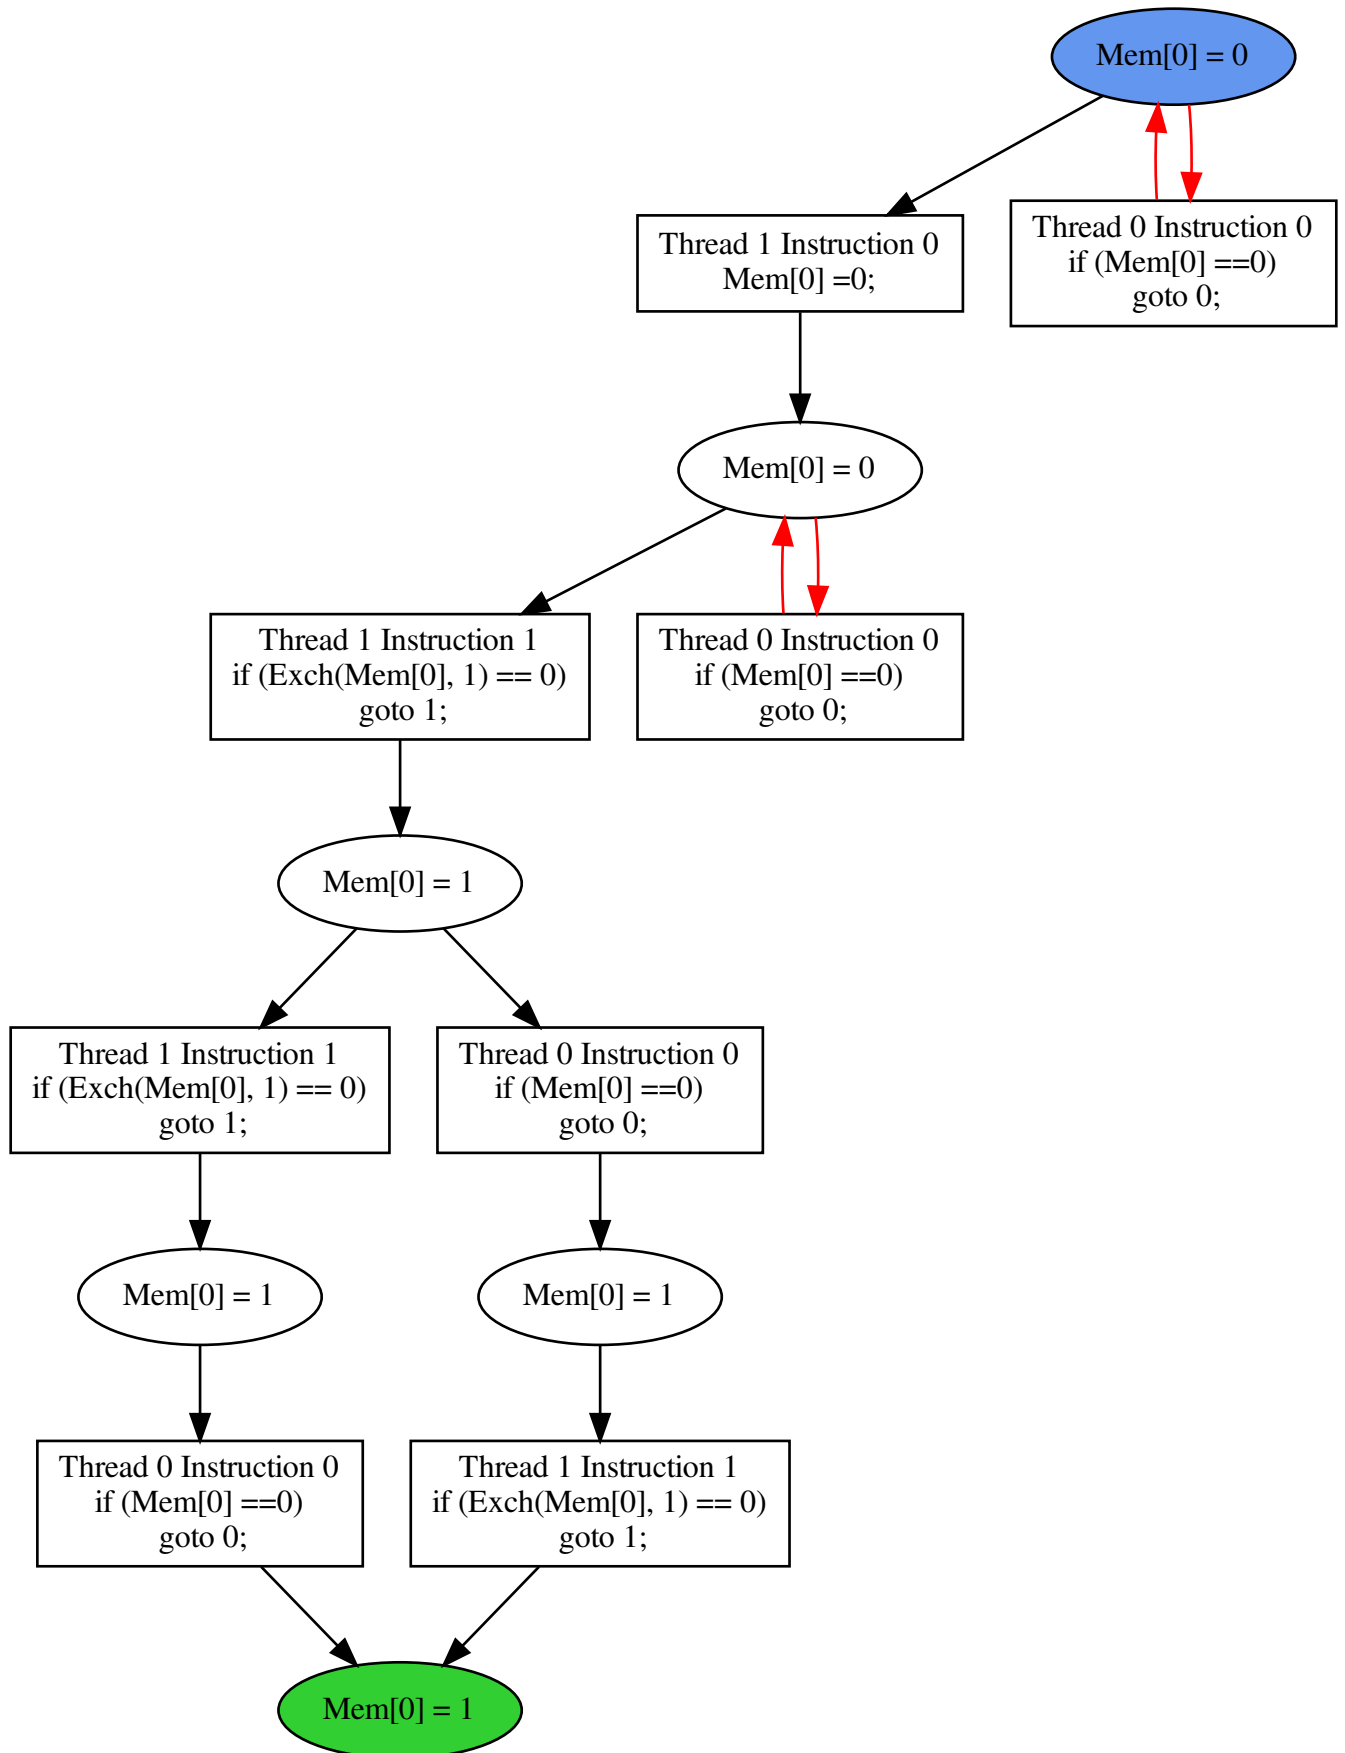 Mem[0] = 0
Thread 1 Instruction 0
Mem[0] =0;
Thread 0 Instruction 0
if (Mem[0] ==0)
goto 0;
Mem[0] = 0
Thread 1 Instruction 1
if (Exch(Mem[0], 1) == 0)
goto 1;
Thread 0 Instruction 0
if (Mem[0] ==0)
goto 0;
Mem[0] = 1
Thread 1 Instruction 1
if (Exch(Mem[0], 1) == 0)
goto 1;
Thread 0 Instruction 0
if (Mem[0] ==0)
goto 0;
Mem[0] = 1
Mem[0] = 1
Thread 0 Instruction 0
if (Mem[0] ==0)
goto 0;
Thread 1 Instruction 1
if (Exch(Mem[0], 1) == 0)
goto 1;
Mem[0] = 1